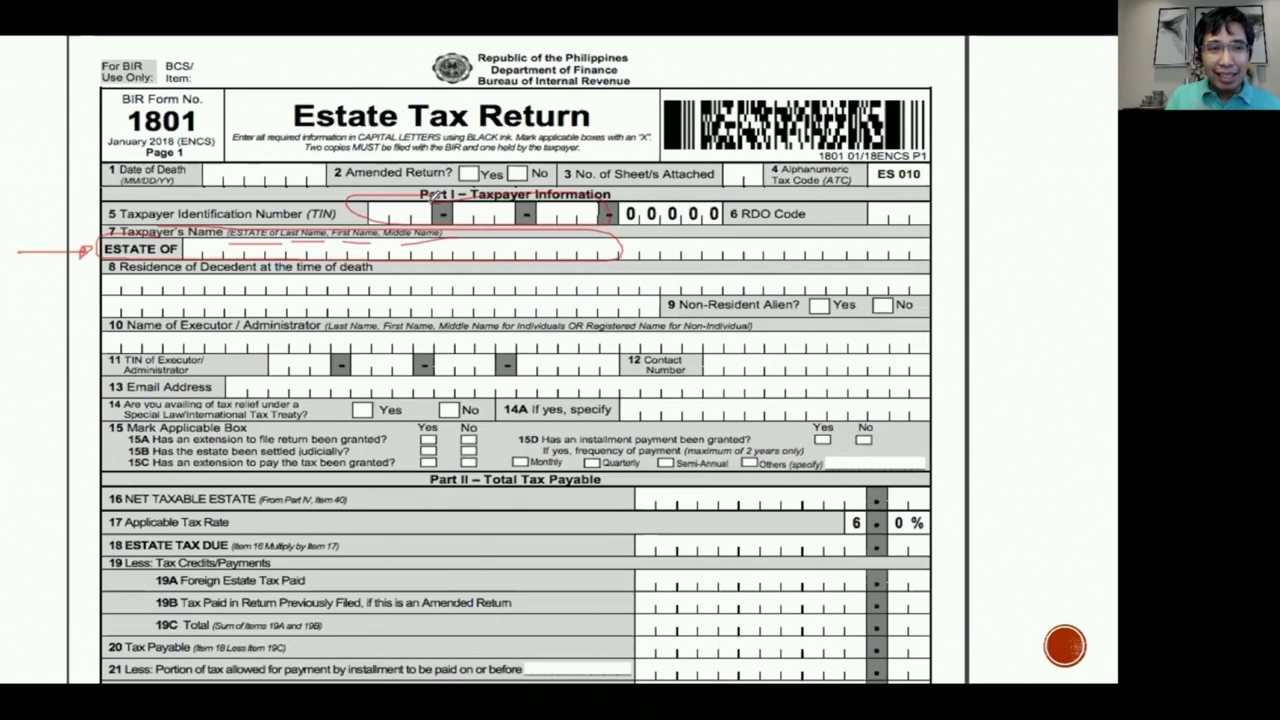 For BIR BCS/
Use Only: Item:
Republic of the Philippines
Department of Finance
Bureau of Internal Revenue
BIR Form No.
1801
January 2018 (ENCS)
Page 1
Estate Tax Return
Enter all required information in CAPITAL LETTERS using BLACK ink. Mark applicable boxes with an "X".
Two copies MUST be filed with the BIR and one held by the taxpayer.
1801 01/18ENCS P1
1 Date of Death
(MM/DD/YY)
2 Amended Return? Yes No
3 No. of Sheet/s Attached
4 Alphanumeric
Tax Code (ATC)
ES 010
Part I – Taxpayer Information
5 Taxpayer Identification Number (TIN) - - - 0 0 0 0 0 6 RDO Code
7 Taxpayer's Name (ESTATE of Last Name, First Name, Middle Name)
ESTATE OF
8 Residence of Decedent at the time of death
9 Non-Resident Alien? Yes No
10 Name of Executor / Administrator (Last Name, First Name, Middle Name for Individuals OR Registered Name for Non-Individual)
11 TIN of Executor/
Administrator
- - -
12 Contact
Number
13 Email Address
14 Are you availing of tax relief under a
Special Law/International Tax Treaty?
Yes No
14A If yes, specify
15 Mark Applicable Box Yes No Yes No
15A Has an extension to file return been granted?
15B Has the estate been settled judicially?
15C Has an extension to pay the tax been granted?
15D Has an installment payment been granted?
If yes, frequency of payment (maximum of 2 years only)
Monthly Quarterly Semi-Annual Others (specify)
Part II – Total Tax Payable
16 NET TAXABLE ESTATE (From Part IV, Item 40)
17 Applicable Tax Rate 6 . 0 %
18 ESTATE TAX DUE (Item 16 Multiply by Item 17)
19 Less: Tax Credits/Payments
19A Foreign Estate Tax Paid
19B Tax Paid in Return Previously Filed, if this is an Amended Return
19C Total (Sum of Items 19A and 19B)
20 Tax Payable (Item 18 Less Item 19C)
21 Less: Portion of tax allowed for payment by installment to be paid on or before